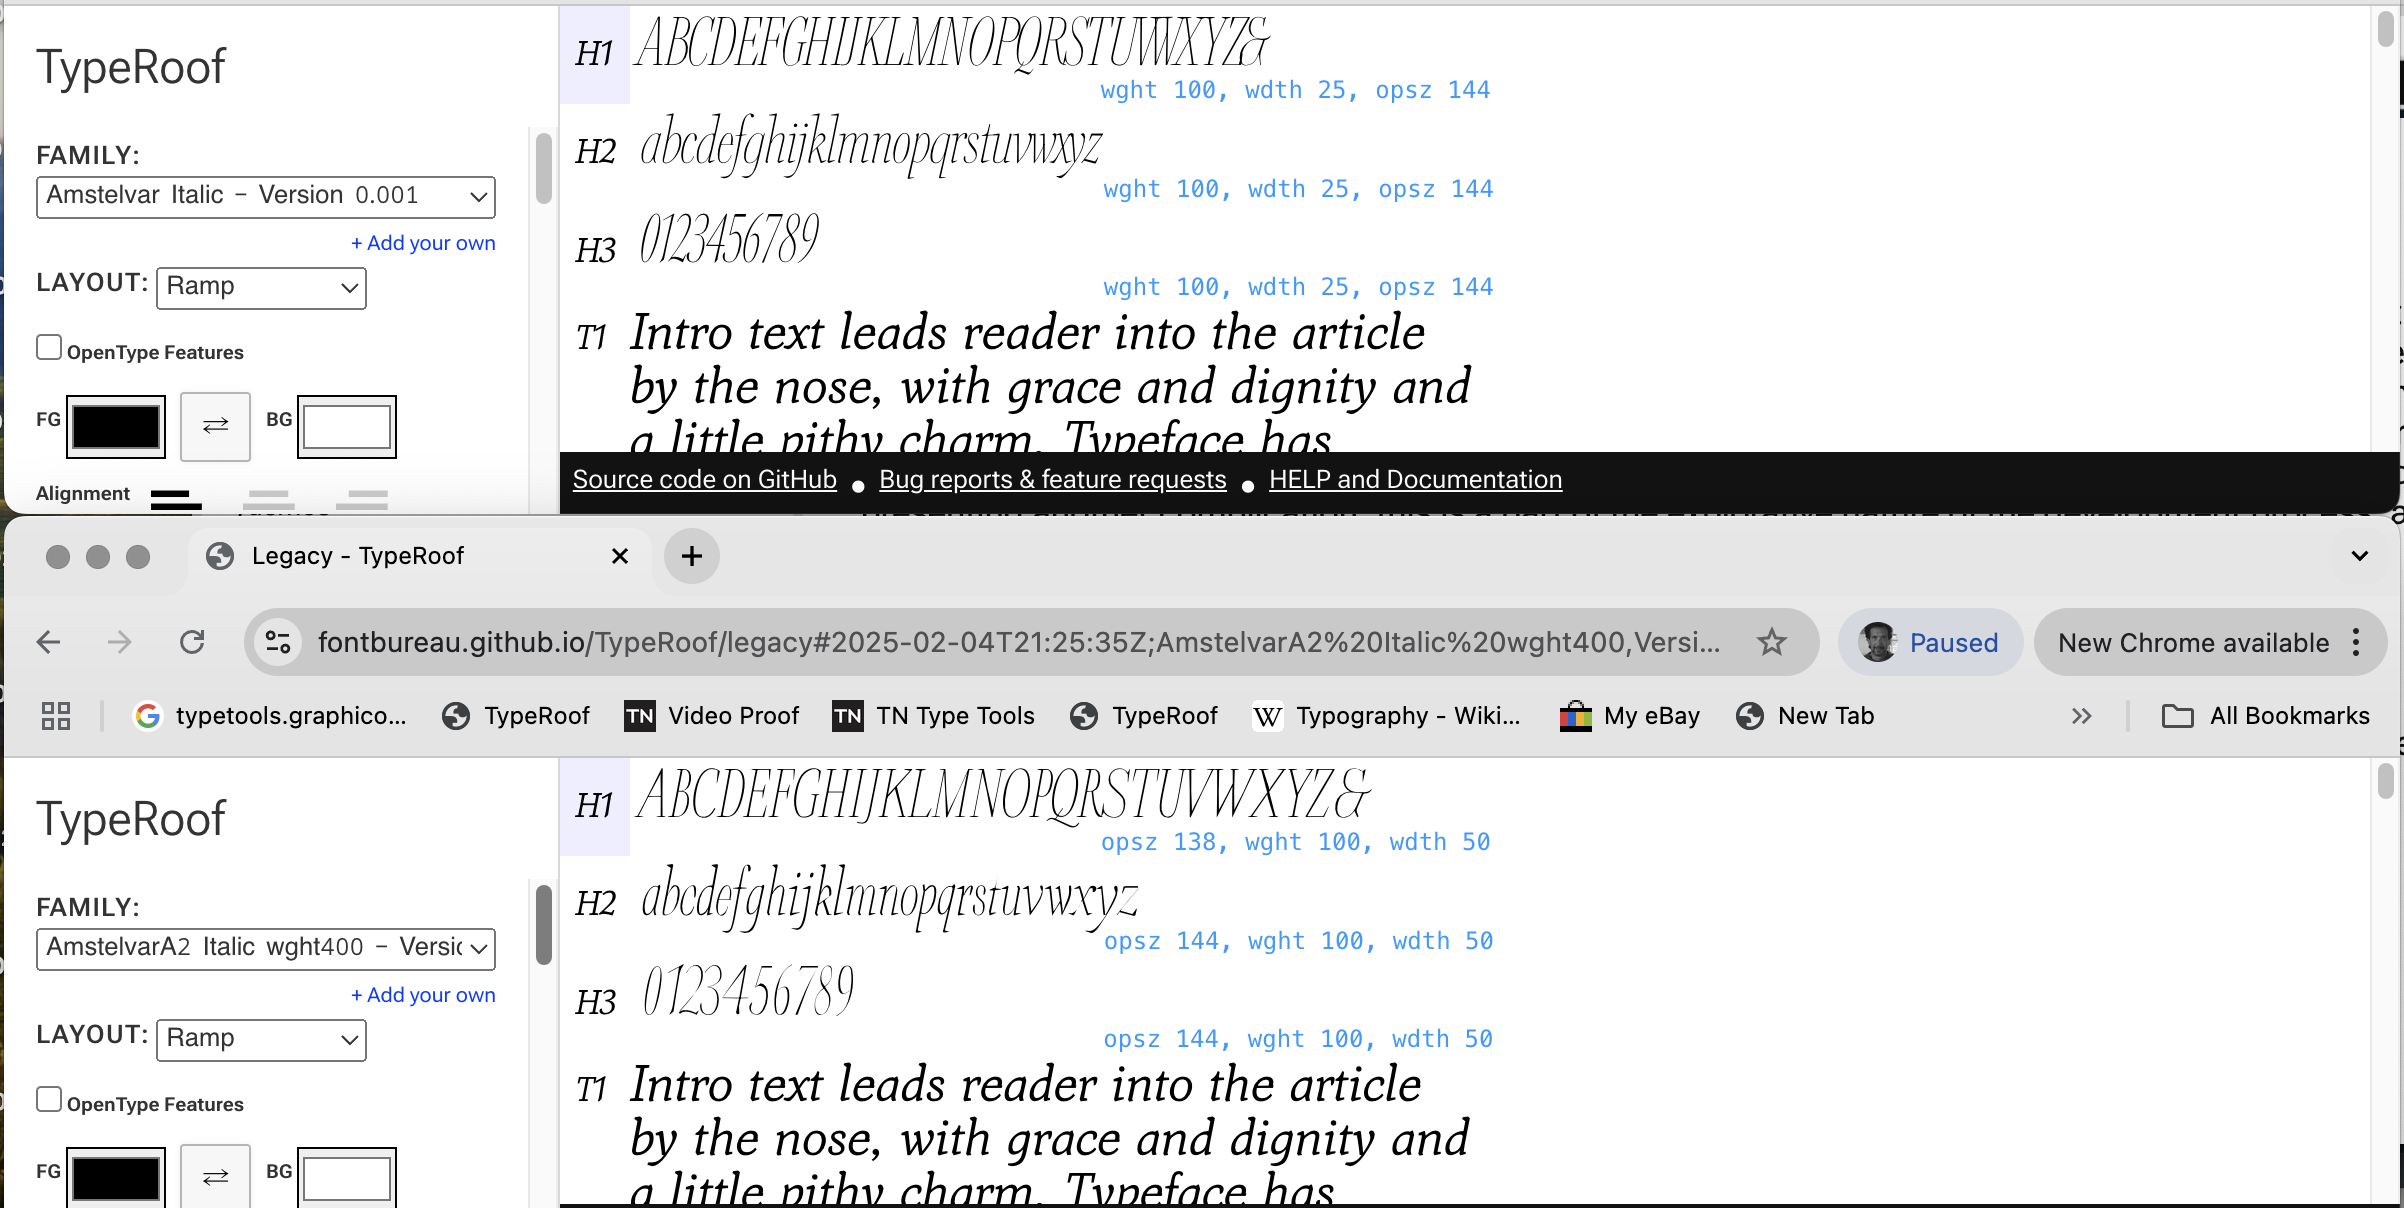 TypeRoof
FAMILY:
Amstelvar Italic – Version 0.001
+ Add your own
LAYOUT: Ramp
OpenType Features
FG ⇄ BG
Alignment
H1 ABCDEFGHIJKLMNOPQRSTUVWXYZ&
wght 100, wdth 25, opsz 144
H2 abcdefghijklmnopqrstuvwxyz
wght 100, wdth 25, opsz 144
H3 0123456789
wght 100, wdth 25, opsz 144
T1 Intro text leads reader into the article
by the nose, with grace and dignity and
a little pithy charm. Typeface has
Source code on GitHub ● Bug reports & feature requests ● HELP and Documentation
Legacy - TypeRoof
fontbureau.github.io/TypeRoof/legacy#2025-02-04T21:25:35Z;AmstelvarA2%20Italic%20wght400,Versi...
Paused
New Chrome available
typetools.graphico...
TypeRoof
TN Video Proof
TN TN Type Tools
TypeRoof
W Typography - Wiki...
My eBay
New Tab
All Bookmarks
TypeRoof
FAMILY:
AmstelvarA2 Italic wght400 – Versic
+ Add your own
LAYOUT: Ramp
OpenType Features
FG ⇄ BG
H1 ABCDEFGHIJKLMNOPQRSTUVWXYZ&
opsz 138, wght 100, wdth 50
H2 abcdefghijklmnopqrstuvwxyz
opsz 144, wght 100, wdth 50
H3 0123456789
opsz 144, wght 100, wdth 50
T1 Intro text leads reader into the article
by the nose, with grace and dignity and
a little pithy charm. Typeface has